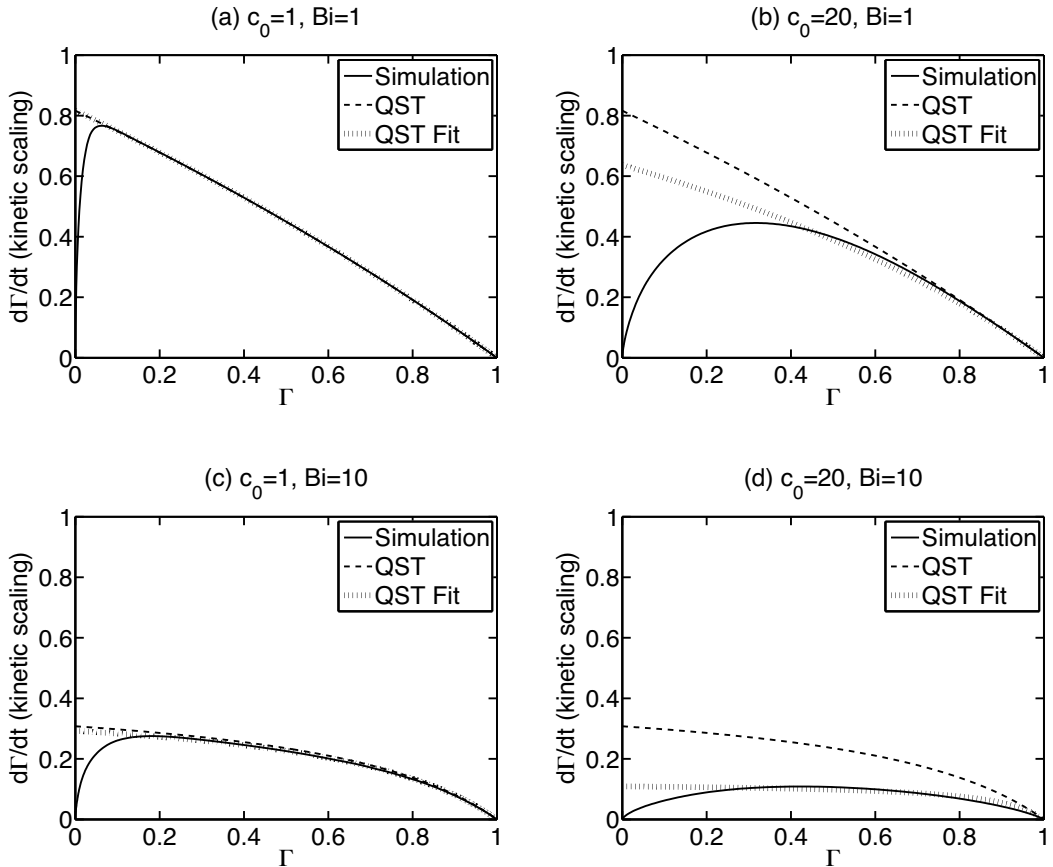 (a) c₀=1, Bi=1
dΓ/dt (kinetic scaling)
1
0.8
0.6
0.4
0.2
0
Simulation
QST
QST Fit
0 0.2 0.4 0.6 0.8 1
Γ
(b) c₀=20, Bi=1
dΓ/dt (kinetic scaling)
1
0.8
0.6
0.4
0.2
0
Simulation
QST
QST Fit
0 0.2 0.4 0.6 0.8 1
Γ
(c) c₀=1, Bi=10
dΓ/dt (kinetic scaling)
1
0.8
0.6
0.4
0.2
0
Simulation
QST
QST Fit
0 0.2 0.4 0.6 0.8 1
Γ
(d) c₀=20, Bi=10
dΓ/dt (kinetic scaling)
1
0.8
0.6
0.4
0.2
0
Simulation
QST
QST Fit
0 0.2 0.4 0.6 0.8 1
Γ